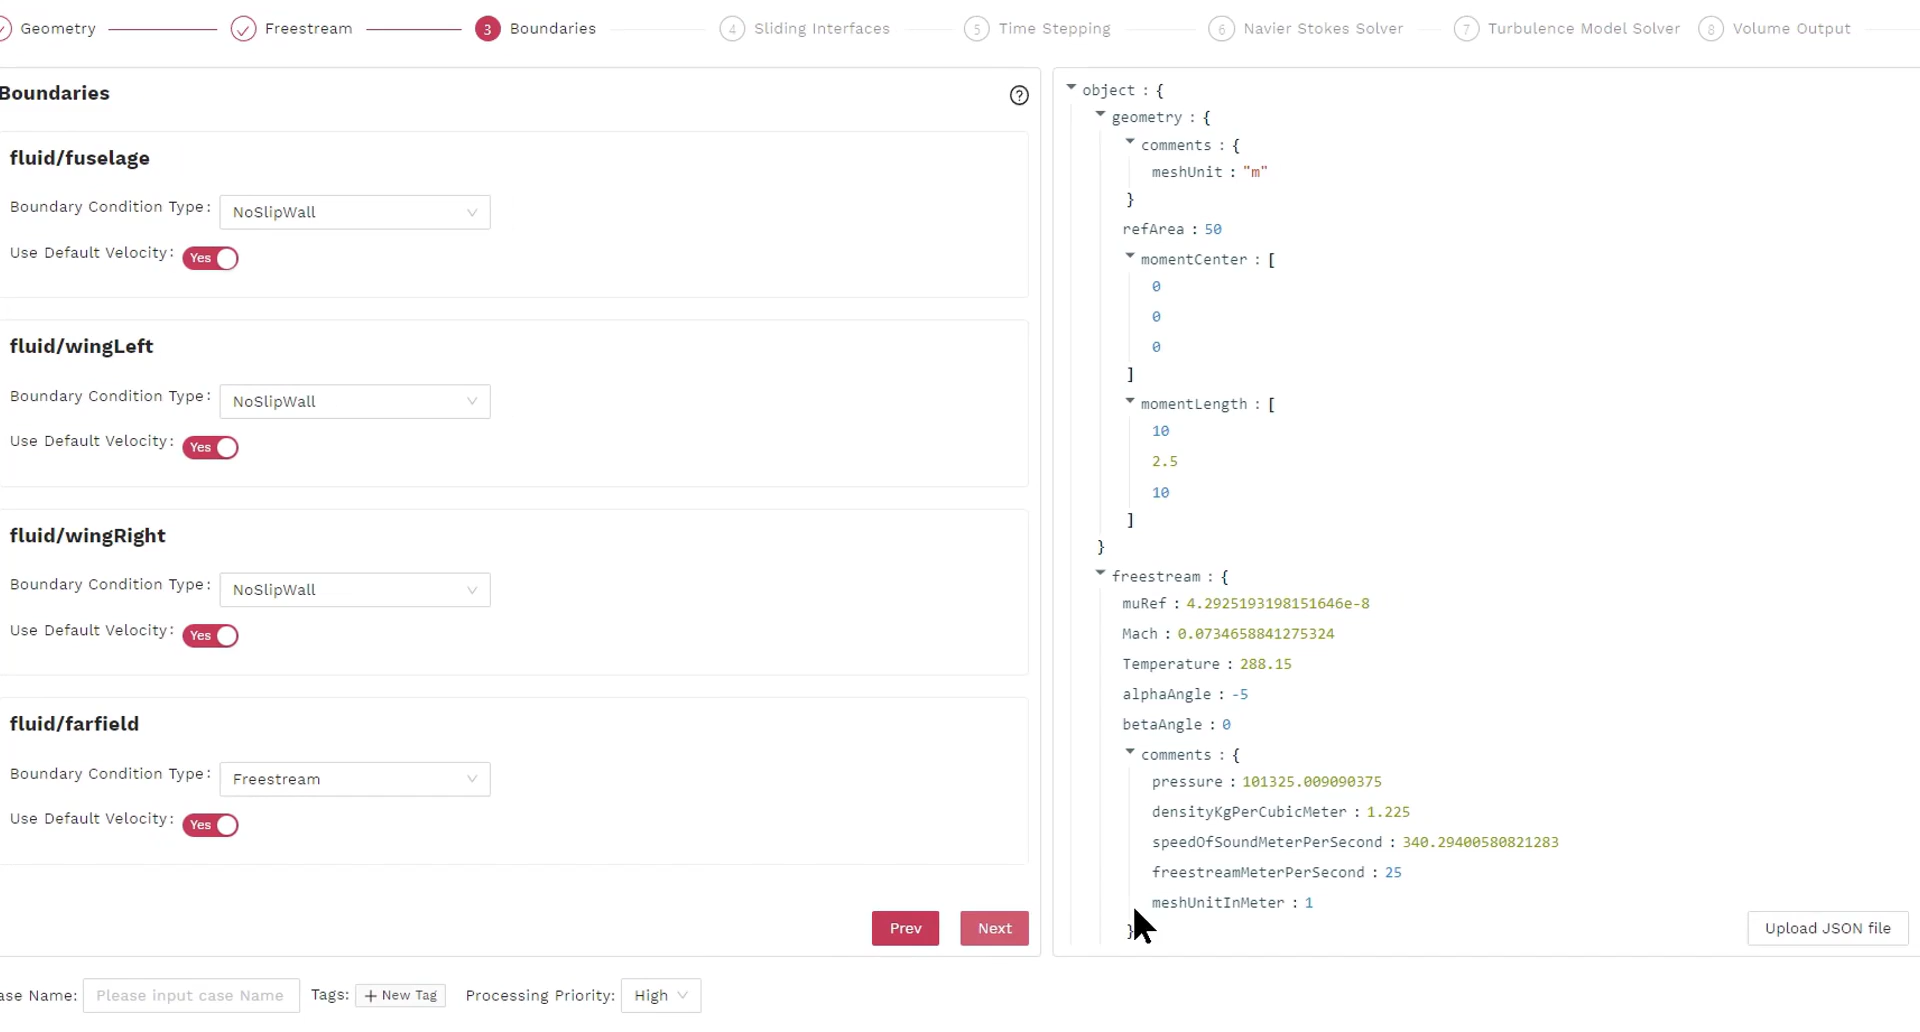 Geometry
Freestream
3 Boundaries
4 Sliding Interfaces
5 Time Stepping
6 Navier Stokes Solver
7 Turbulence Model Solver
8 Volume Output
Boundaries
fluid/fuselage
Boundary Condition Type: NoSlipWall
Use Default Velocity: Yes
fluid/wingLeft
Boundary Condition Type: NoSlipWall
Use Default Velocity: Yes
fluid/wingRight
Boundary Condition Type: NoSlipWall
Use Default Velocity: Yes
fluid/farfield
Boundary Condition Type: Freestream
Use Default Velocity: Yes
Prev
Next
object : {
geometry : {
comments : {
meshUnit : "m"
}
refArea : 50
momentCenter : [
0
0
0
]
momentLength : [
10
2.5
10
]
}
freestream : {
muRef : 4.2925193198151646e-8
Mach : 0.0734658841275324
Temperature : 288.15
alphaAngle : -5
betaAngle : 0
comments : {
pressure : 101325.009090375
densityKgPerCubicMeter : 1.225
speedOfSoundMeterPerSecond : 340.29400580821283
freestreamMeterPerSecond : 25
meshUnitInMeter : 1
}
Upload JSON file
ase Name: Please input case Name
Tags: + New Tag
Processing Priority: High